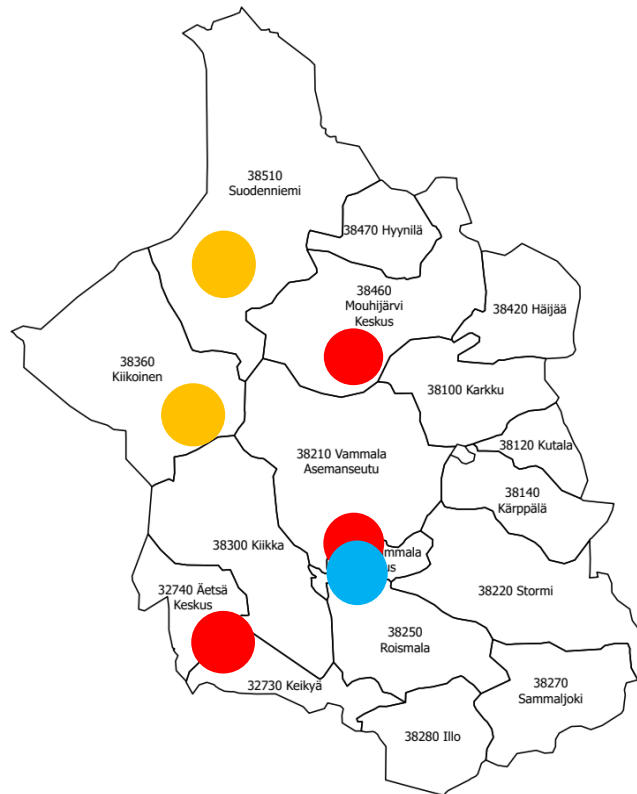 38510
Suodenniemi
38470 Hyynilä
38460
Mouhijärvi
Keskus
38420 Häijää
38360
Kiikoinen
38100 Karkku
38210 Vammala
Asemanseutu
38120 Kutala
38140
Kärppälä
38300 Kiikka
32740 Äetsä
Keskus
38220 Stormi
38250
Roismala
32730 Keikyä
38270
Sammaljoki
38280 Illo